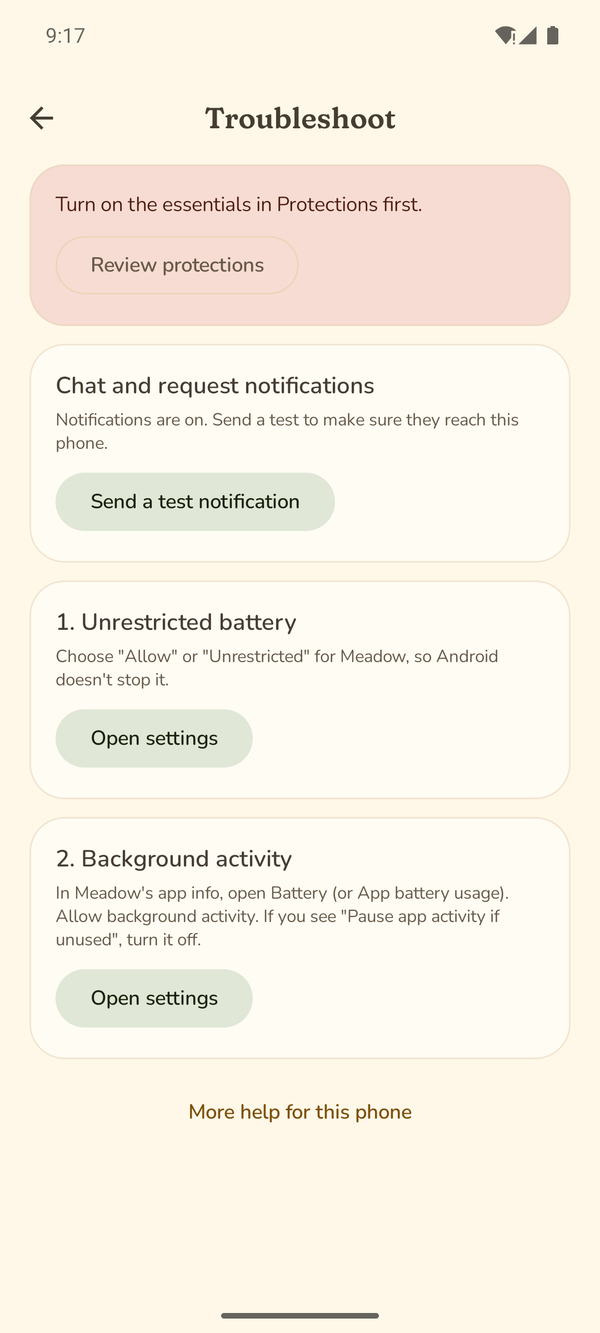 9:17
Troubleshoot
Turn on the essentials in Protections first.
Review protections
Chat and request notifications
Notifications are on. Send a test to make sure they reach this
phone.
Send a test notification
1. Unrestricted battery
Choose "Allow" or "Unrestricted" for Meadow, so Android
doesn't stop it.
Open settings
2. Background activity
In Meadow's app info, open Battery (or App battery usage).
Allow background activity. If you see "Pause app activity if
unused", turn it off.
Open settings
More help for this phone